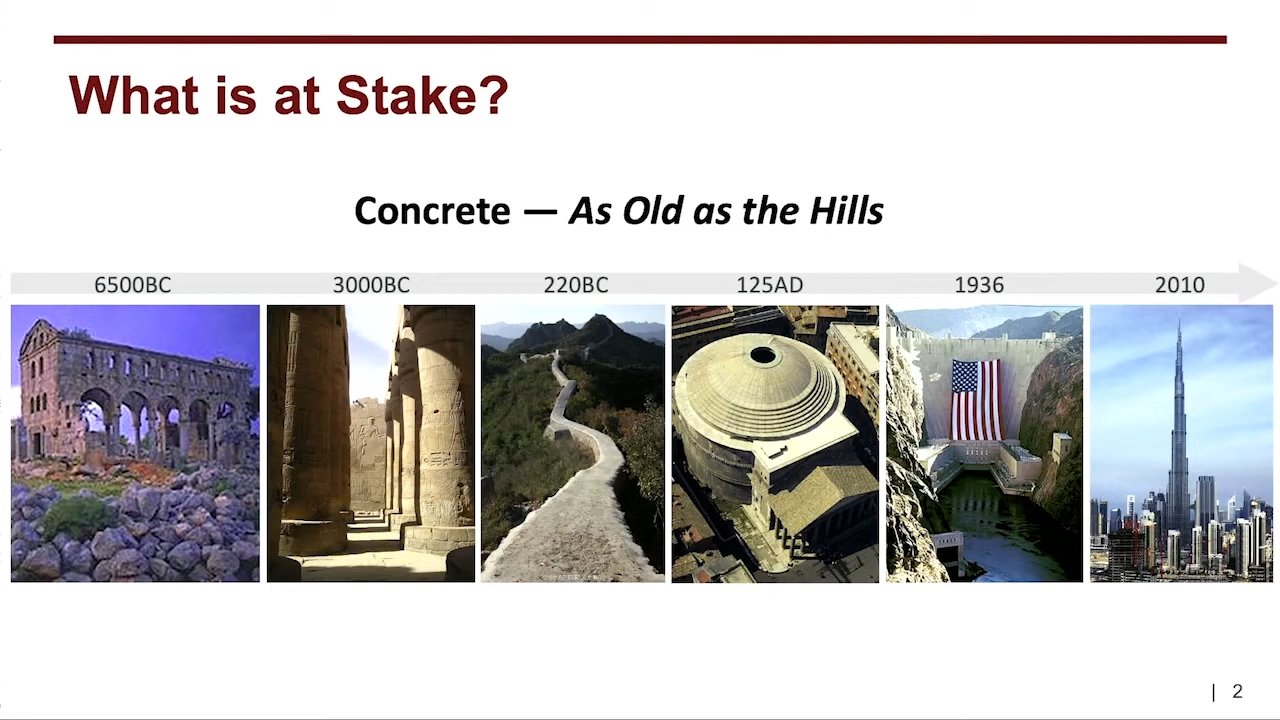 What is at Stake?
Concrete — As Old as the Hills
6500BC 3000BC 220BC 125AD 1936 2010
| 2